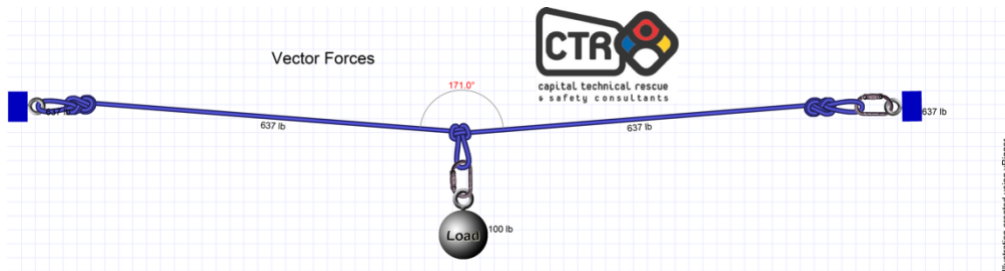 CTR
Vector Forces
capital technical rescue
& safety consultants
171.0°
637 lb
637 lb
637 lb
637 lb
Load
100 lb